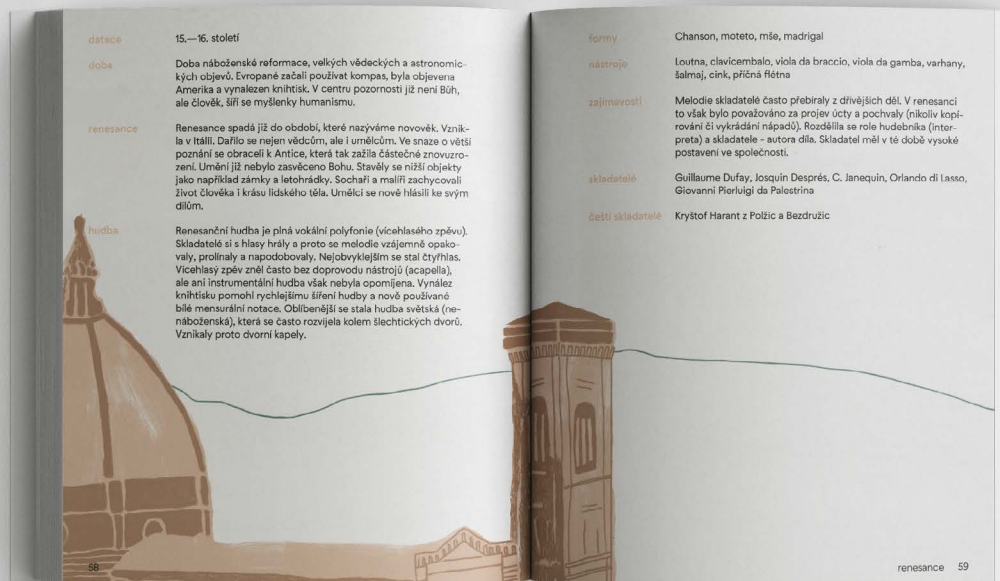 datace
15.—16. století
doba
Doba náboženské reformace, velkých vědeckých a astronomic-
kých objevů. Evropané začali používat kompas, byla objevena
Amerika a vynalezen knihtisk. V centru pozornosti již není Bůh,
ale člověk, šíří se myšlenky humanismu.
renesance
Renesance spadá již do období, které nazýváme novověk. Vznik-
la v Itálii. Dařilo se nejen vědcům, ale i umělcům. Ve snaze o větší
poznání se obraceli k Antice, která tak zažila částečné znovuzro-
zení. Umění již nebylo zasvěceno Bohu. Stavěly se nižší objekty
jako například zámky a letohrádky. Sochaři a malíři zachycovali
život člověka i krásu lidského těla. Umělci se nově hlásili ke svým
dílům.
hudba
Renesanční hudba je plná vokální polyfonie (vícehlasého zpěvu).
Skladatelé si s hlasy hrály a proto se melodie vzájemně opako-
valy, prolínaly a napodobovaly. Nejobvyklejším se stal čtyřhlas.
Vícehlasý zpěv zněl často bez doprovodu nástrojů (acapella),
ale ani instrumentální hudba však nebyla opomíjena. Vynález
knihtisku pomohl rychlejšímu šíření hudby a nově používané
bílé mensurální notace. Oblíbenější se stala hudba světská (ne-
náboženská), která se často rozvíjela kolem šlechtických dvorů.
Vznikaly proto dvorní kapely.
58
formy
Chanson, moteto, mše, madrigal
nástroje
Loutna, clavicembalo, viola da braccio, viola da gamba, varhany,
šalmaj, cink, příčná flétna
zajímavosti
Melodie skladatelé často přebíraly z dřívějších děl. V renesanci
to však bylo považováno za projev úcty a pochvaly (nikoliv kopí-
rování či vykrádání nápadů). Rozdělila se role hudebníka (inter-
preta) a skladatele - autora díla. Skladatel měl v té době vysoké
postavení ve společnosti.
skladatelé
Guillaume Dufay, Josquin Després, C. Janequin, Orlando di Lasso,
Giovanni Pierluigi da Palestrina
čeští skladatelé
Kryštof Harant z Polžic a Bezdružic
renesance 59